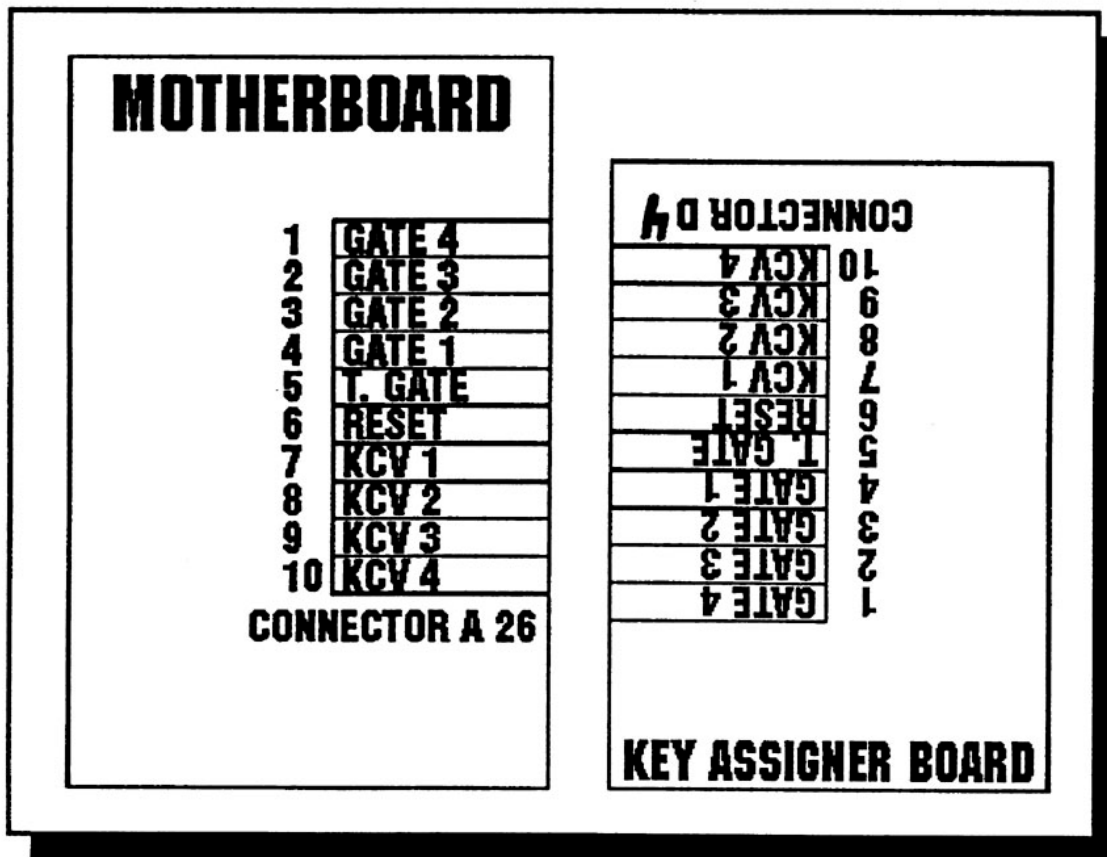 MOTHERBOARD
1 GATE 4
2 GATE 3
3 GATE 2
4 GATE 1
5 T. GATE
6 RESET
7 KCV 1
8 KCV 2
9 KCV 3
10 KCV 4
CONNECTOR A 26
1 GATE 4
2 GATE 3
3 GATE 2
4 GATE 1
5 T. GATE
6 RESET
7 KCV 1
8 KCV 2
9 KCV 3
10 KCV 4
CONNECTOR D 4
KEY ASSIGNER BOARD